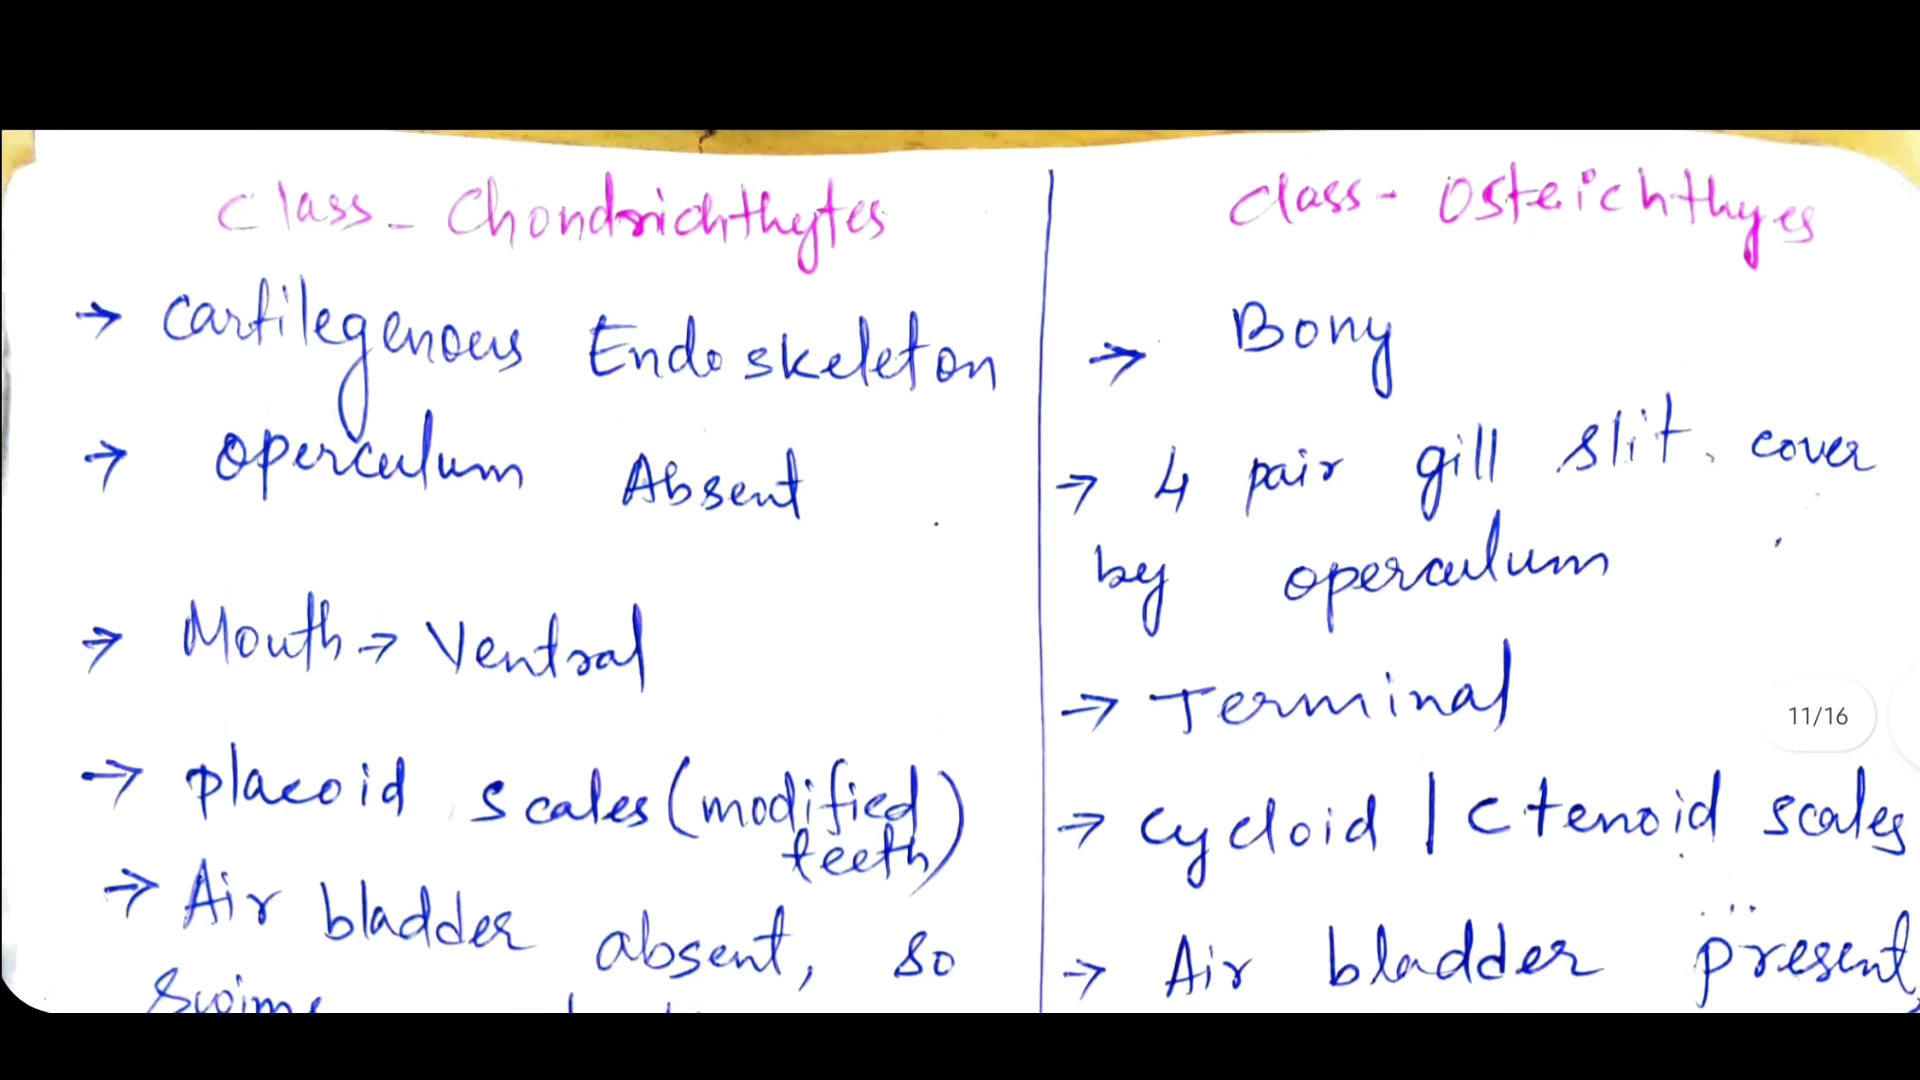 Class - Chondrichthytes
→ Cartilegenous Endoskeleton
→ operculum Absent
→ Mouth → Ventral
→ placoid scales (modified teeth)
→ Air bladder absent, so
Swims
Class - Osteichthyes
→ Bony
→ 4 pair gill slit. cover
by operculum
→ Terminal
→ Cycloid | Ctenoid scales
→ Air bladder present,
11/16